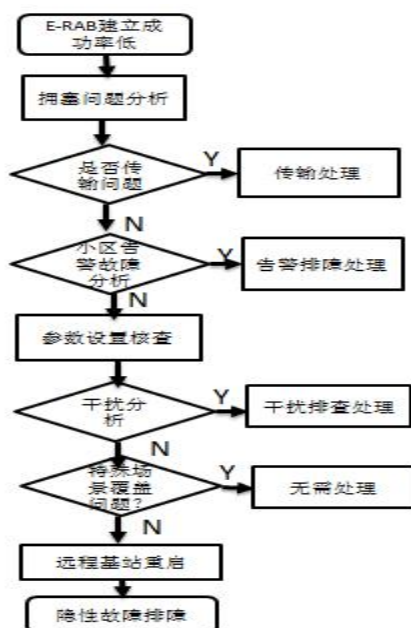 E-RAB建立成
功率低
拥塞问题分析
是否传
输问题
Y
传输处理
N
小区告
警故障
分析
Y
告警排障处理
N
参数设置核查
干扰分
析
Y
干扰排查处理
N
特殊场
景覆盖
问题?
Y
无需处理
N
远程基站重启
隐性故障排障